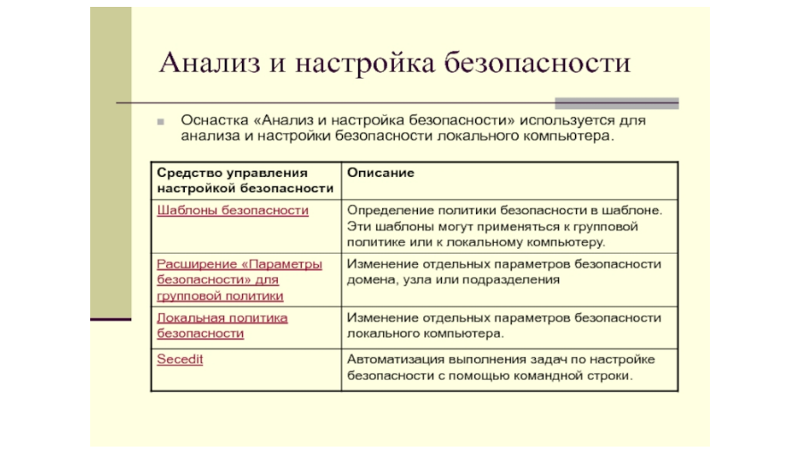 Анализ и настройка безопасности
Оснастка «Анализ и настройка безопасности» используется для
анализа и настройки безопасности локального компьютера.
Средство управления
настройкой безопасности
Описание
Шаблоны безопасности
Определение политики безопасности в шаблоне.
Эти шаблоны могут применяться к групповой
политике или к локальному компьютеру.
Расширение «Параметры
безопасности» для
групповой политики
Изменение отдельных параметров безопасности
домена, узла или подразделения
Локальная политика
безопасности
Изменение отдельных параметров безопасности
локального компьютера.
Secedit
Автоматизация выполнения задач по настройке
безопасности с помощью командной строки.